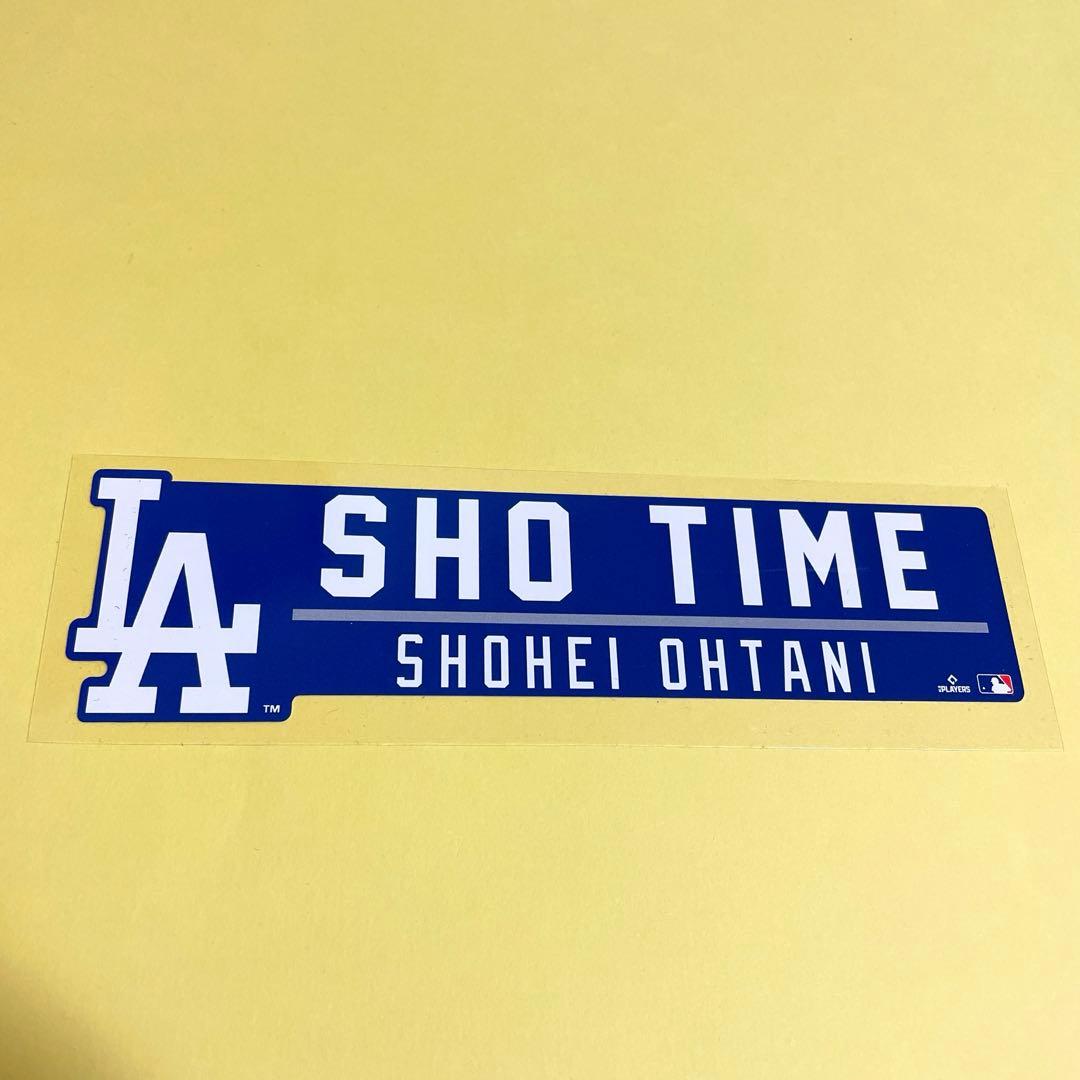 LA
TM
SHO TIME
SHOHEI OHTANI
PLAYERS